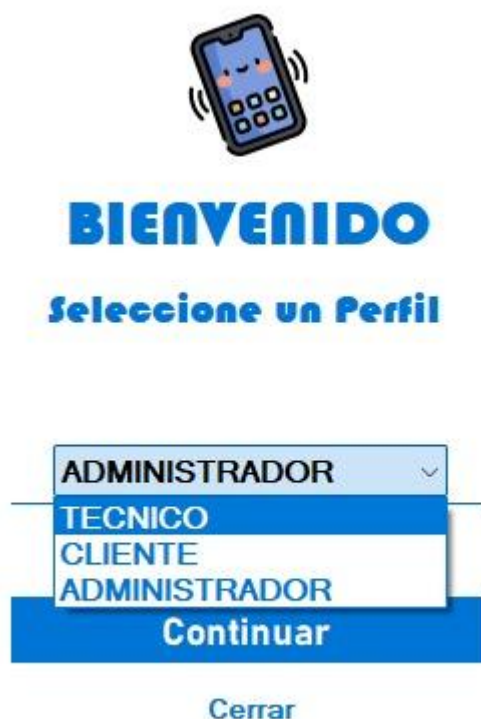 BIENVENIDO
Seleccione un Perfil
ADMINISTRADOR
TECNICO
CLIENTE
ADMINISTRADOR
Continuar
Cerrar